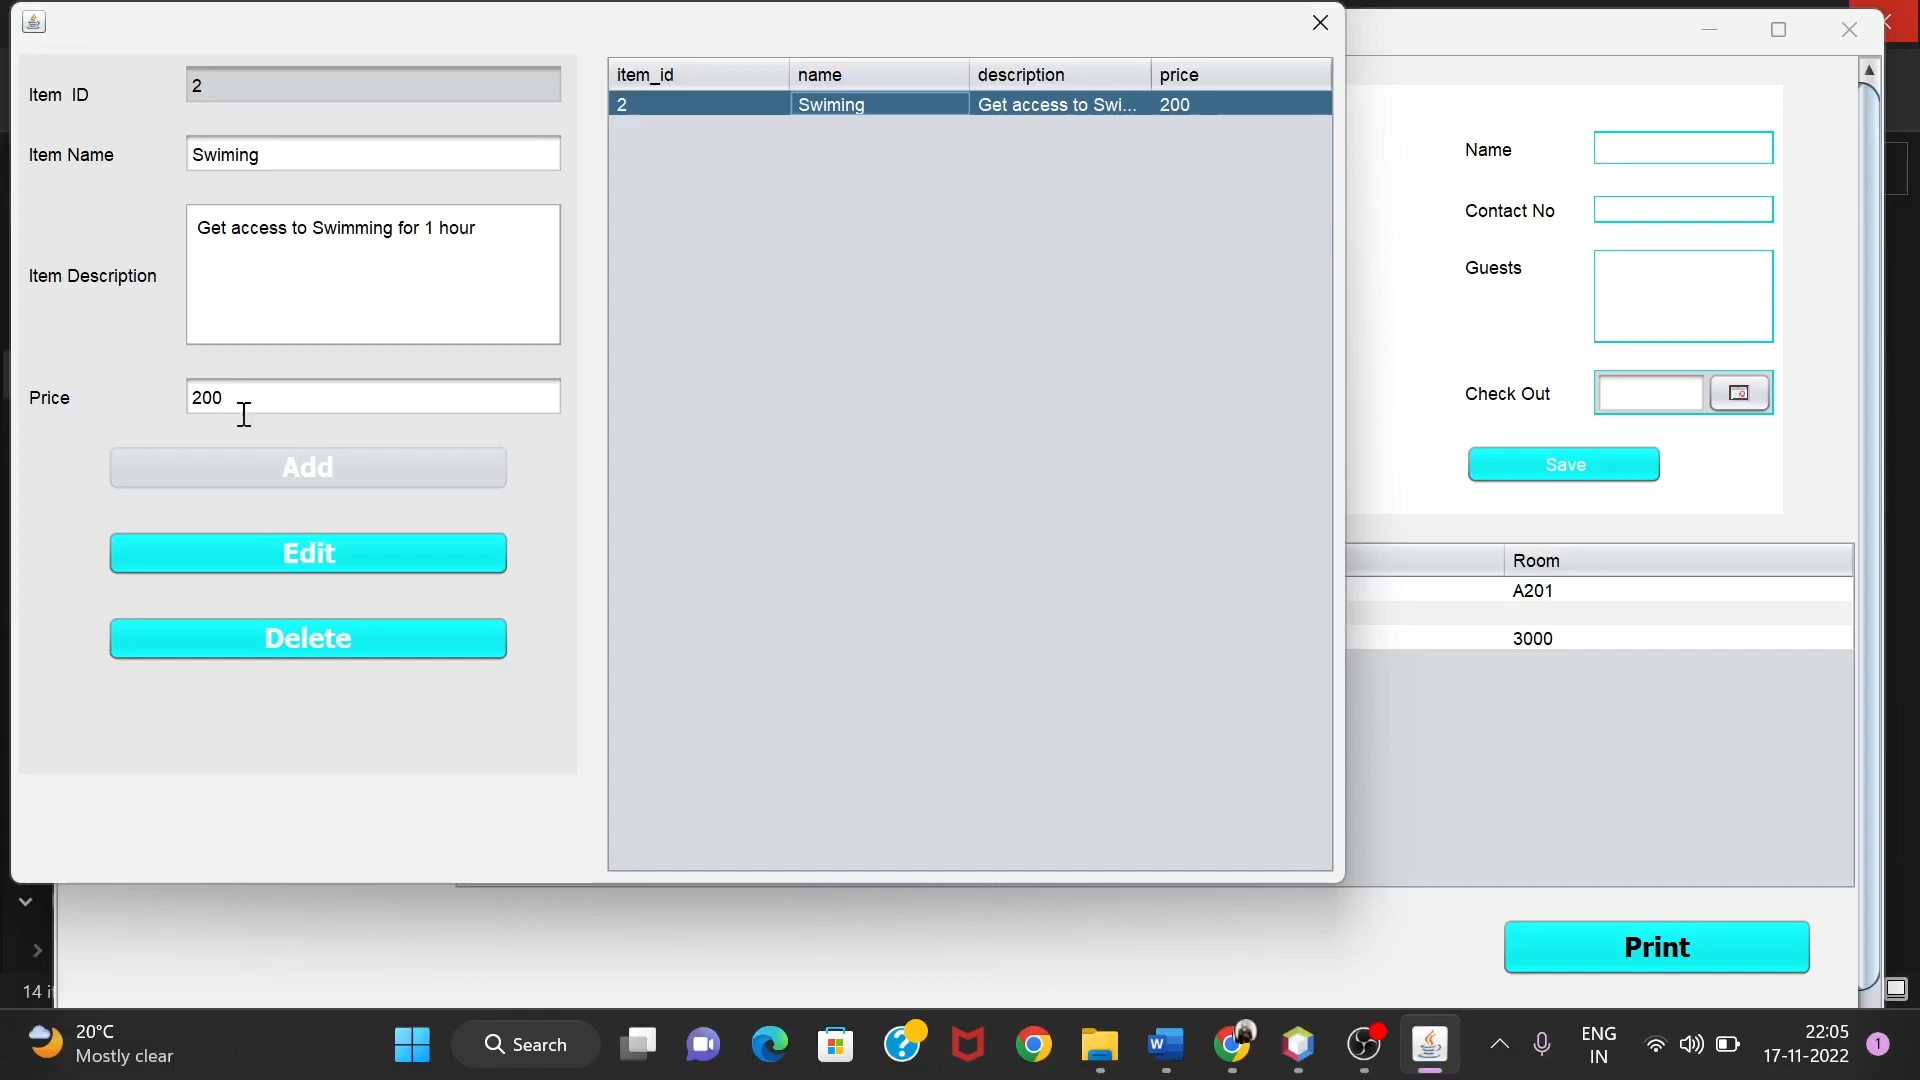 Item  ID
2
Item Name
Swiming
Item Description
Get access to Swimming for 1 hour
Price
200
Add
Edit
Delete
item_id name description price
2 Swiming Get access to Swi... 200
Name
Contact No
Guests
Check Out
Save
Room
A201
3000
Print
14
20°C
Mostly clear
Search
ENG
IN
22:05
17-11-2022
1